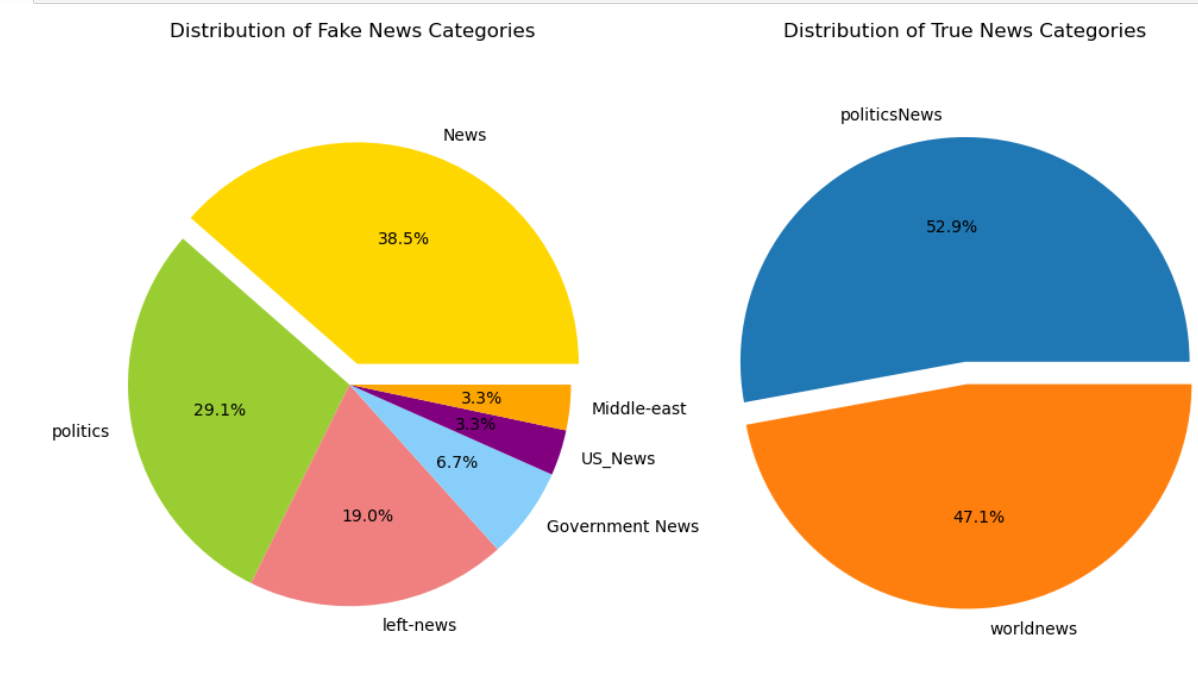 Distribution of Fake News Categories
News
38.5%
politics
29.1%
left-news
19.0%
Government News
6.7%
US_News
3.3%
Middle-east
3.3%
Distribution of True News Categories
politicsNews
52.9%
worldnews
47.1%